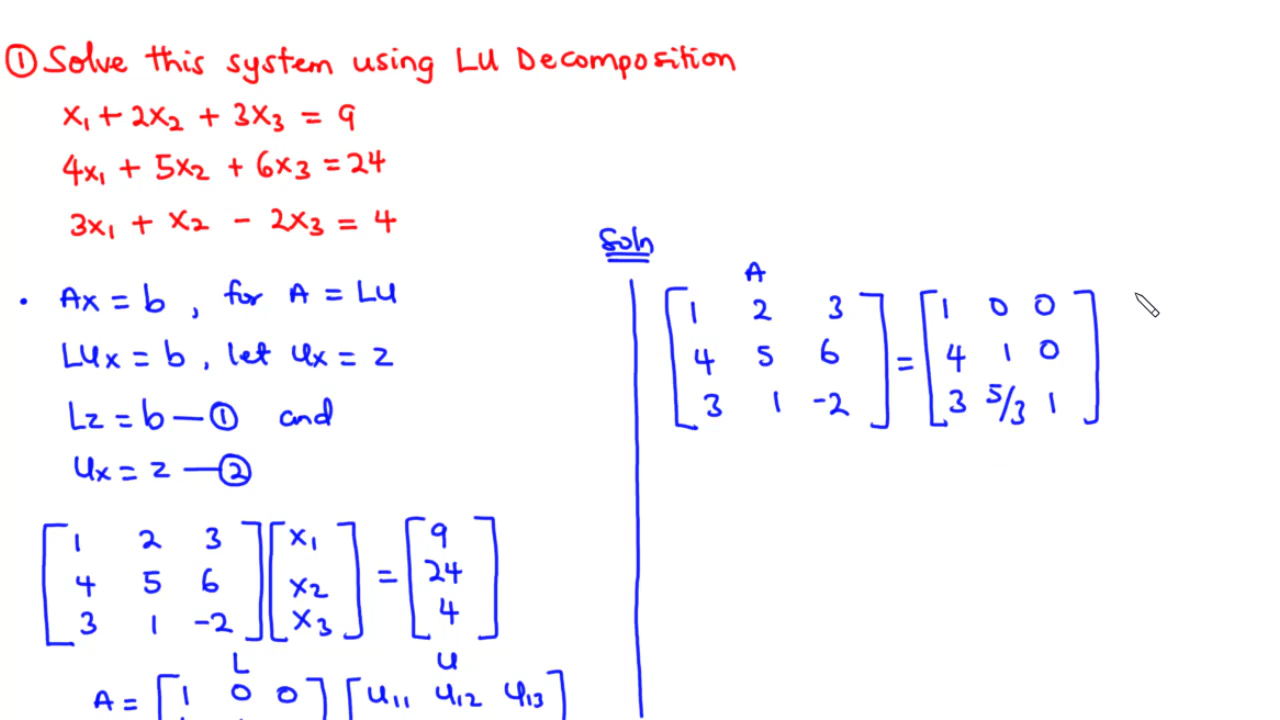 ① Solve this system using LU Decomposition
x₁ + 2x₂ + 3x₃ = 9
4x₁ + 5x₂ + 6x₃ = 24
3x₁ + x₂ - 2x₃ = 4
• Ax = b , for A = LU
LUx = b , let Ux = z
Lz = b — ① and
Ux = z — ②
[1 2 3] [x₁] [9]
[4 5 6] [x₂] = [24]
[3 1 -2] [x₃] [4]
L U
A = [1 0 0] [u₁₁ u₁₂ u₁₃]
Soln
A
[1 2 3] [1 0 0]
[4 5 6] = [4 1 0]
[3 1 -2] [3 5/3 1]